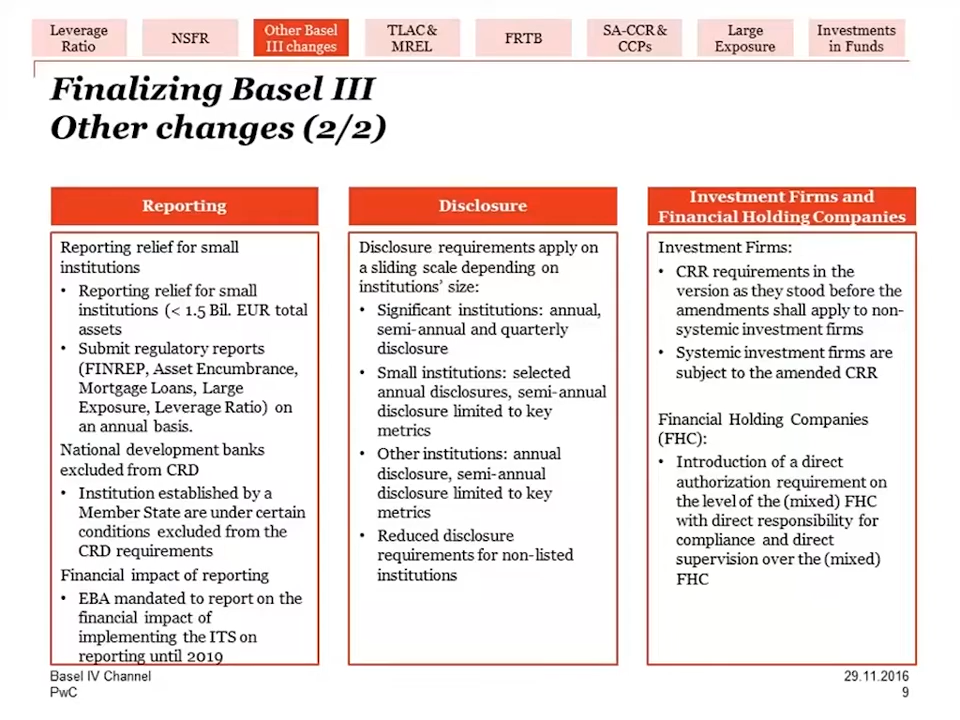 Leverage
Ratio
NSFR
Other Basel
III changes
TLAC &
MREL
FRTB
SA-CCR &
CCPs
Large
Exposure
Investments
in Funds
Finalizing Basel III
Other changes (2/2)
Reporting
Reporting relief for small
institutions
• Reporting relief for small
institutions (< 1.5 Bil. EUR total
assets
• Submit regulatory reports
(FINREP, Asset Encumbrance,
Mortgage Loans, Large
Exposure, Leverage Ratio) on
an annual basis.
National development banks
excluded from CRD
• Institution established by a
Member State are under certain
conditions excluded from the
CRD requirements
Financial impact of reporting
• EBA mandated to report on the
financial impact of
implementing the ITS on
reporting until 2019
Disclosure
Disclosure requirements apply on
a sliding scale depending on
institutions' size:
• Significant institutions: annual,
semi-annual and quarterly
disclosure
• Small institutions: selected
annual disclosures, semi-annual
disclosure limited to key
metrics
• Other institutions: annual
disclosure, semi-annual
disclosure limited to key
metrics
• Reduced disclosure
requirements for non-listed
institutions
Investment Firms and
Financial Holding Companies
Investment Firms:
• CRR requirements in the
version as they stood before the
amendments shall apply to non-
systemic investment firms
• Systemic investment firms are
subject to the amended CRR
Financial Holding Companies
(FHC):
• Introduction of a direct
authorization requirement on
the level of the (mixed) FHC
with direct responsibility for
compliance and direct
supervision over the (mixed)
FHC
Basel IV Channel
PwC
29.11.2016
9